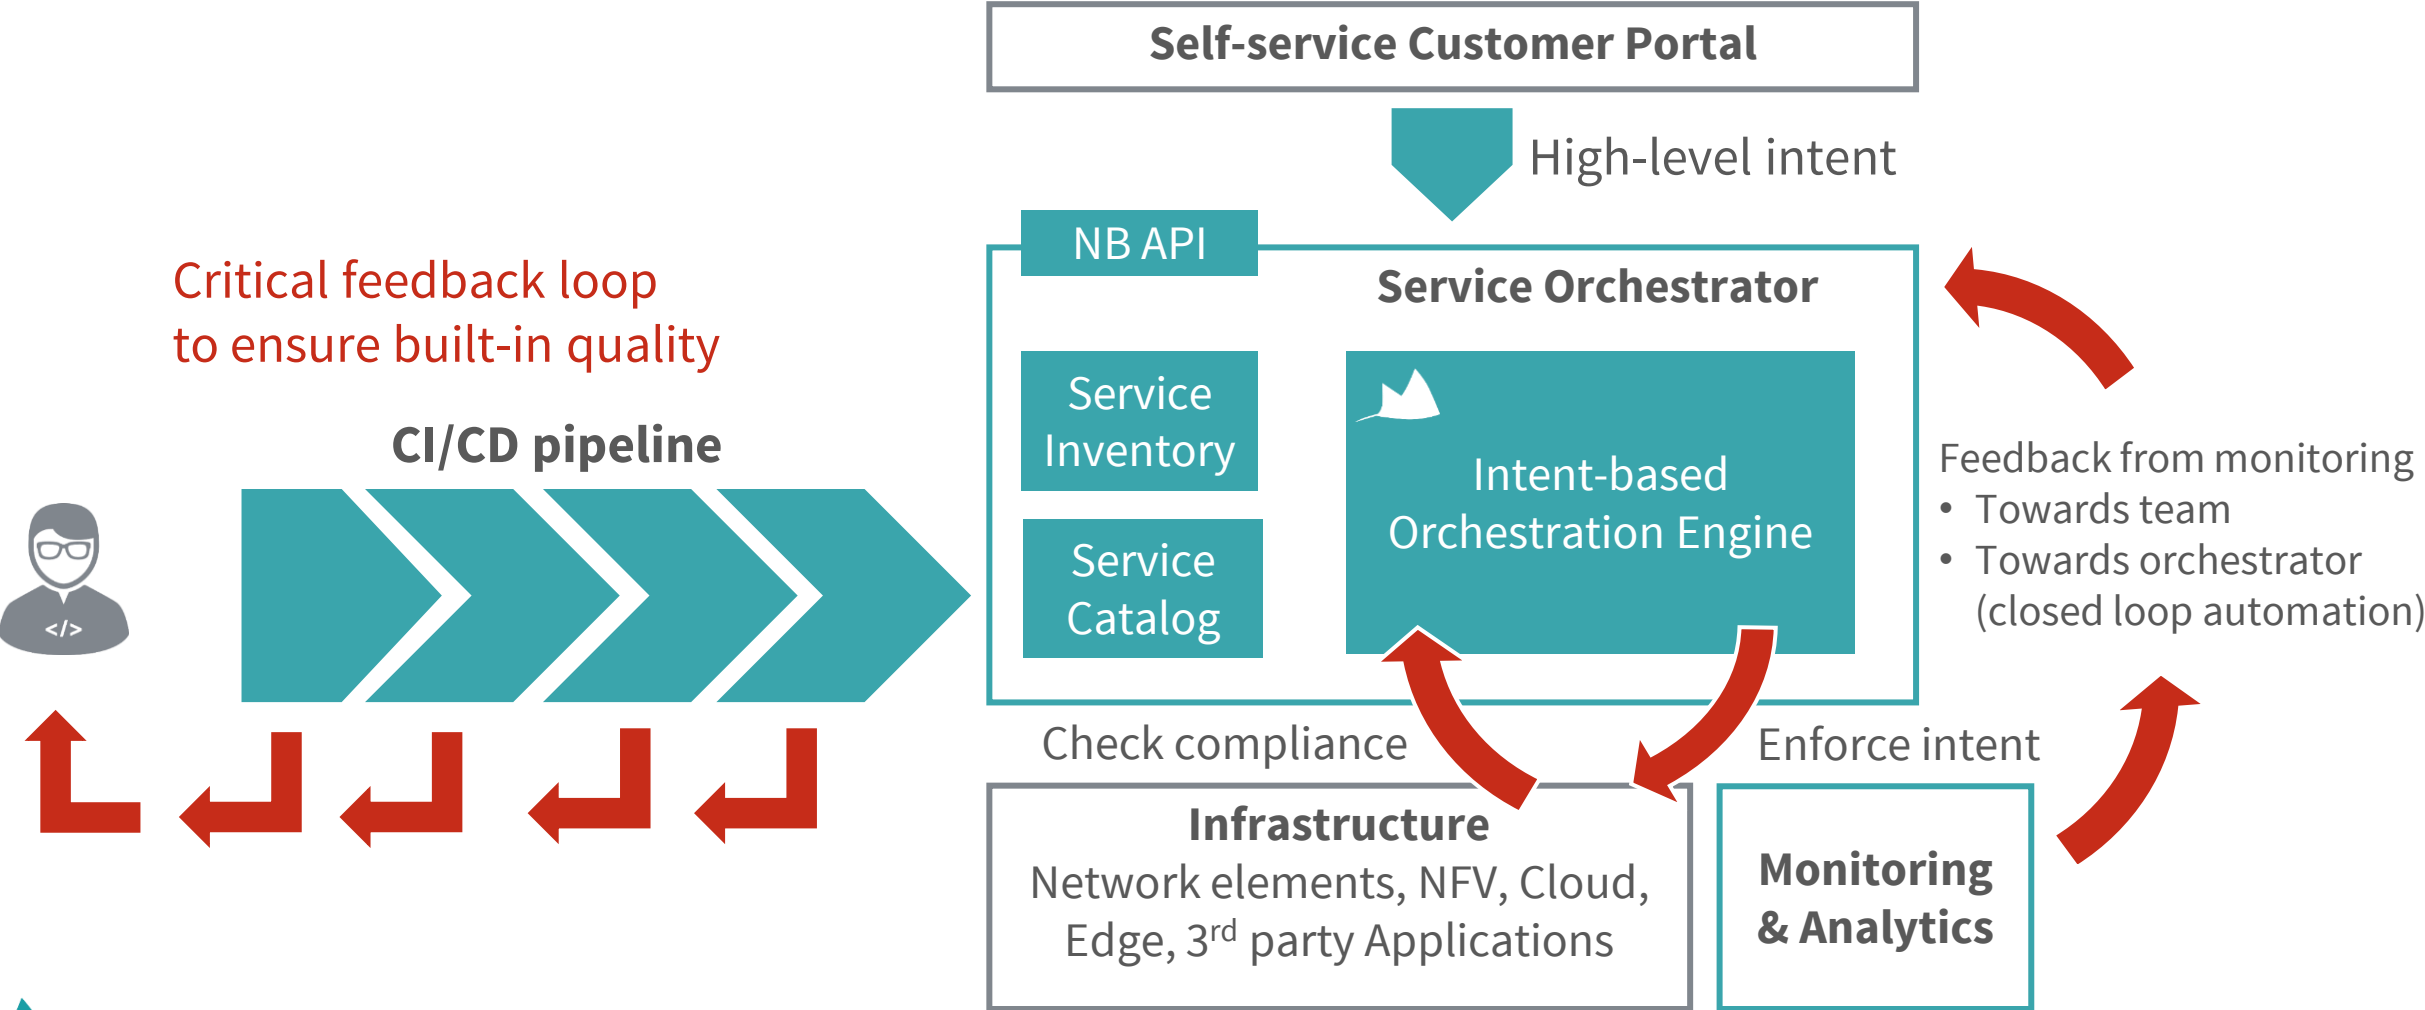 Self-service Customer Portal
High-level intent
NB API
Service Orchestrator
Critical feedback loop
to ensure built-in quality
CI/CD pipeline
</>
Service
Inventory
Service
Catalog
Intent-based
Orchestration Engine
Feedback from monitoring
• Towards team
• Towards orchestrator
(closed loop automation)
Check compliance
Enforce intent
Infrastructure
Network elements, NFV, Cloud,
Edge, 3rd party Applications
Monitoring
& Analytics